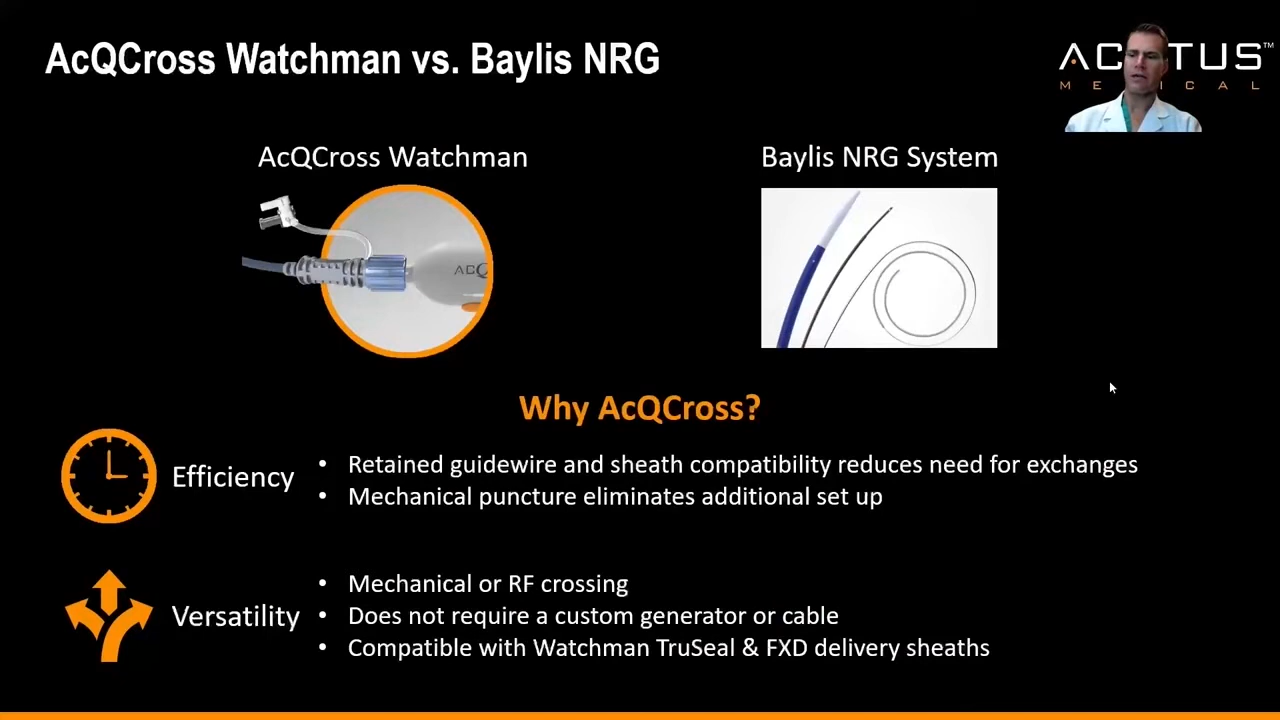 AcQCross Watchman vs. Baylis NRG
AcQCross Watchman
Baylis NRG System
Why AcQCross?
Efficiency
• Retained guidewire and sheath compatibility reduces need for exchanges
• Mechanical puncture eliminates additional set up
Versatility
• Mechanical or RF crossing
• Does not require a custom generator or cable
• Compatible with Watchman TruSeal & FXD delivery sheaths